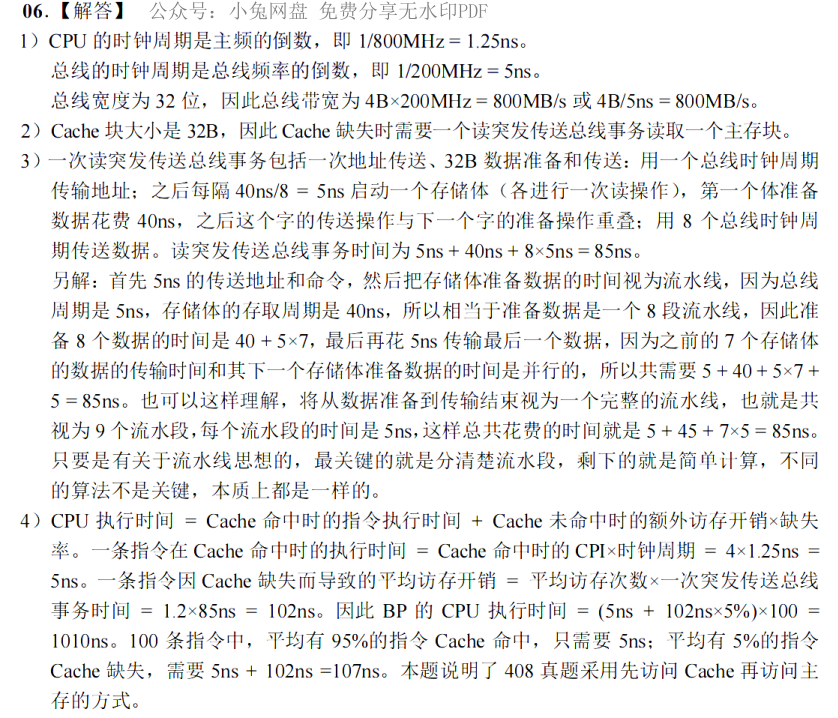 06.【解答】 公众号：小兔网盘 免费分享无水印PDF
1）CPU 的时钟周期是主频的倒数，即 1/800MHz = 1.25ns。
总线的时钟周期是总线频率的倒数，即 1/200MHz = 5ns。
总线宽度为 32 位，因此总线带宽为 4B×200MHz = 800MB/s 或 4B/5ns = 800MB/s。
2）Cache 块大小是 32B，因此 Cache 缺失时需要一个读突发传送总线事务读取一个主存块。
3）一次读突发传送总线事务包括一次地址传送、32B 数据准备和传送：用一个总线时钟周期
传输地址；之后每隔 40ns/8 = 5ns 启动一个存储体（各进行一次读操作），第一个体准备
数据花费 40ns，之后这个字的传送操作与下一个字的准备操作重叠；用 8 个总线时钟周
期传送数据。读突发传送总线事务时间为 5ns + 40ns + 8×5ns = 85ns。
另解：首先 5ns 的传送地址和命令，然后把存储体准备数据的时间视为流水线，因为总线
周期是 5ns，存储体的存取周期是 40ns，所以相当于准备数据是一个 8 段流水线，因此准
备 8 个数据的时间是 40 + 5×7，最后再花 5ns 传输最后一个数据，因为之前的 7 个存储体
的数据的传输时间和其下一个存储体准备数据的时间是并行的，所以共需要 5 + 40 + 5×7 +
5 = 85ns。也可以这样理解，将从数据准备到传输结束视为一个完整的流水线，也就是共
视为 9 个流水段，每个流水段的时间是 5ns，这样总共花费的时间就是 5 + 45 + 7×5 = 85ns。
只要是有关于流水线思想的，最关键的就是分清楚流水段，剩下的就是简单计算，不同
的算法不是关键，本质上都是一样的。
4）CPU 执行时间 = Cache 命中时的指令执行时间 + Cache 未命中时的额外访存开销×缺失
率。一条指令在 Cache 命中时的执行时间 = Cache 命中时的 CPI×时钟周期 = 4×1.25ns =
5ns。一条指令因 Cache 缺失而导致的平均访存开销 = 平均访存次数×一次突发传送总线
事务时间 = 1.2×85ns = 102ns。因此 BP 的 CPU 执行时间 = (5ns + 102ns×5%)×100 =
1010ns。100 条指令中，平均有 95%的指令 Cache 命中，只需要 5ns；平均有 5%的指令
Cache 缺失，需要 5ns + 102ns =107ns。本题说明了 408 真题采用先访问 Cache 再访问主
存的方式。